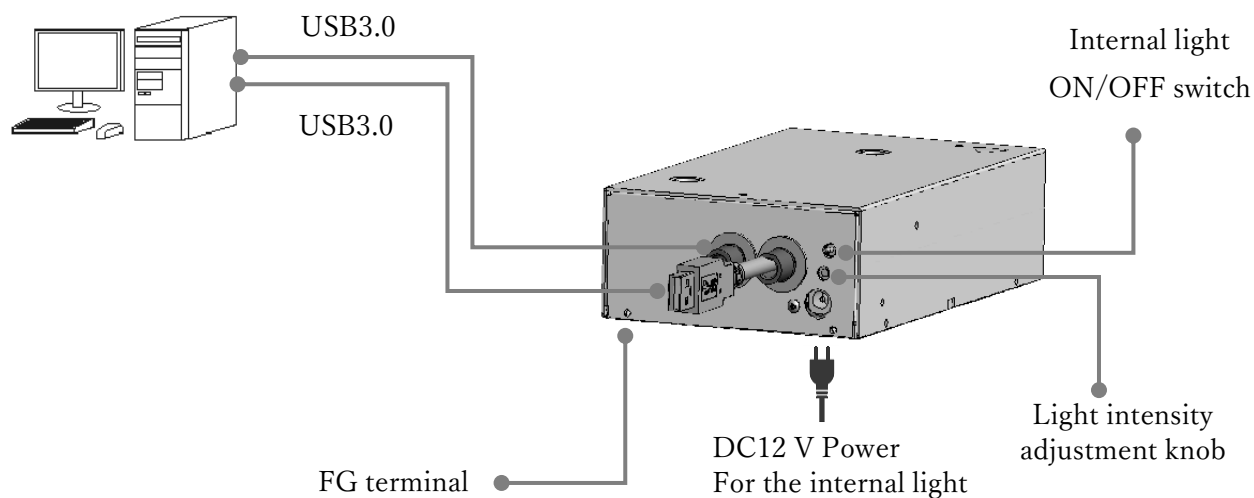 USB3.0
USB3.0
Internal light
ON/OFF switch
Light intensity
adjustment knob
DC12 V Power
For the internal light
FG terminal